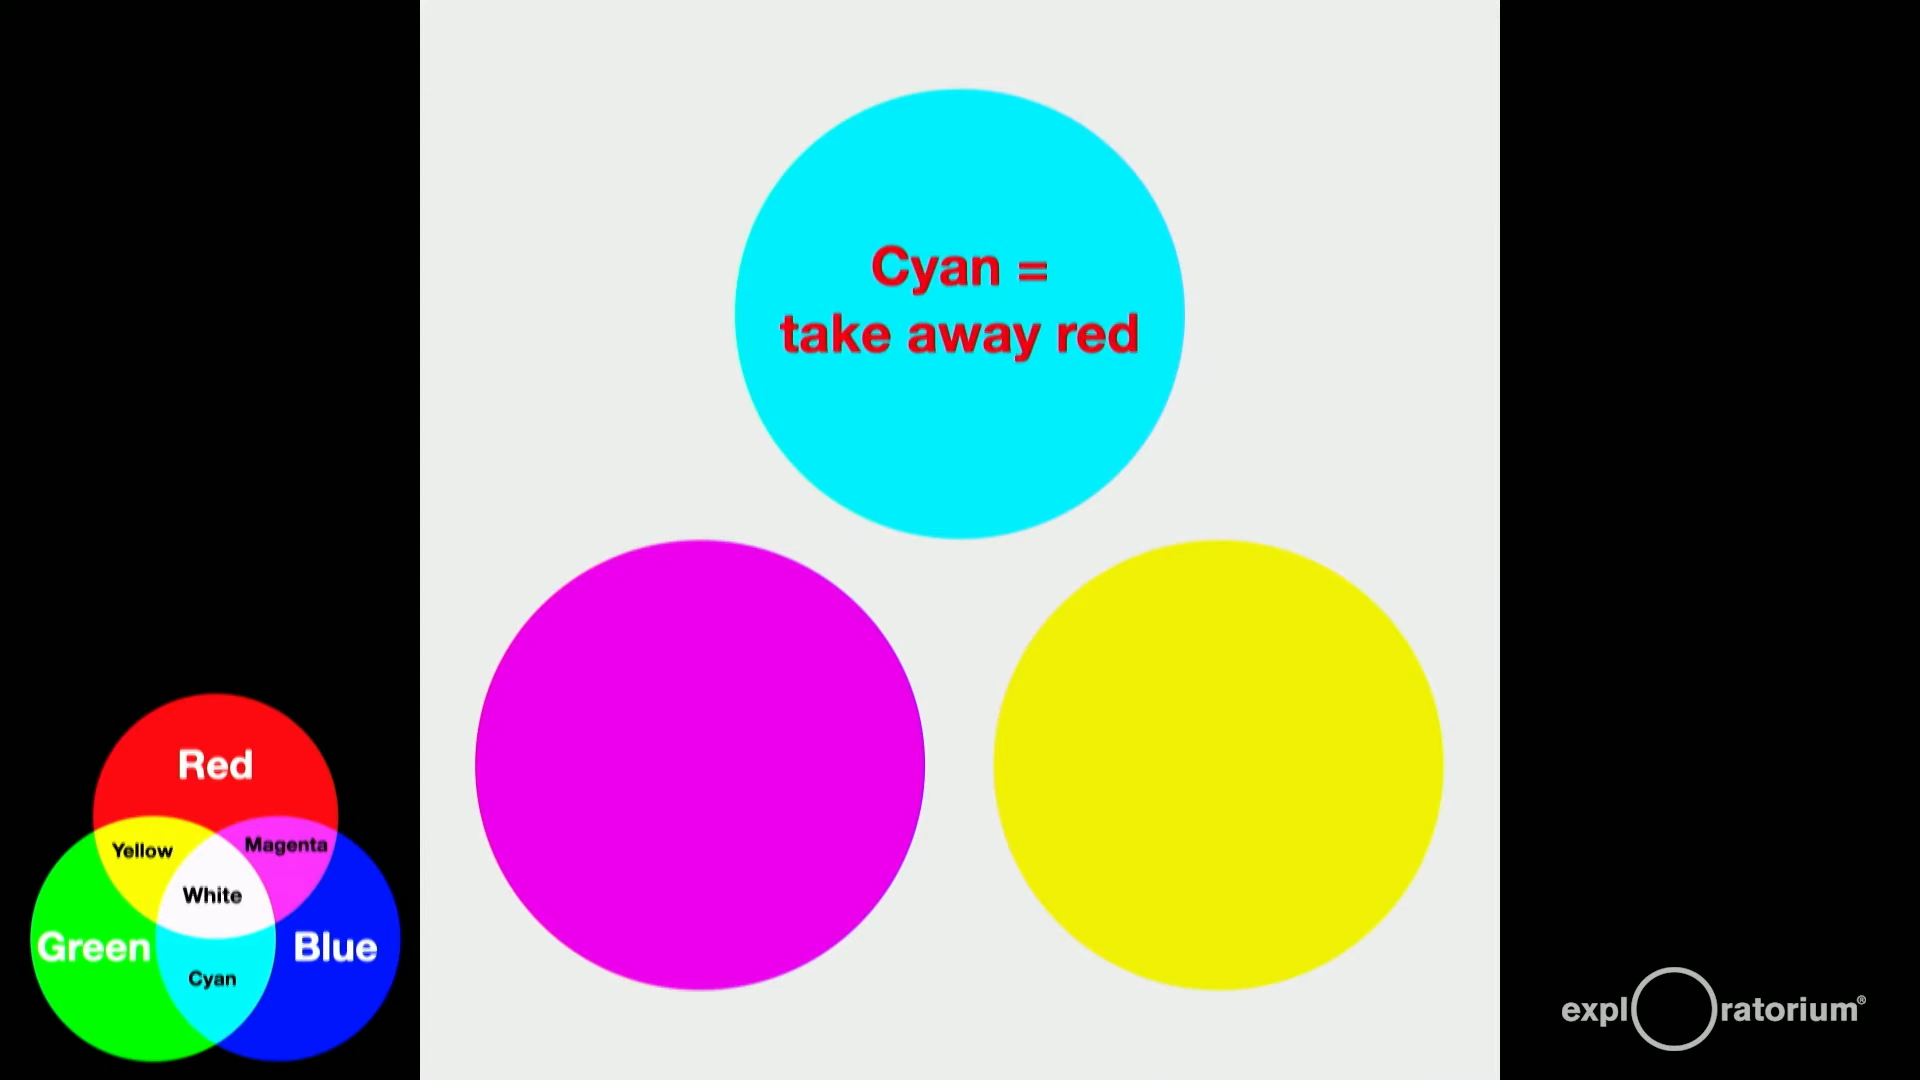 Cyan =
take away red
Red
Yellow
Magenta
White
Green
Blue
Cyan
exploratorium®